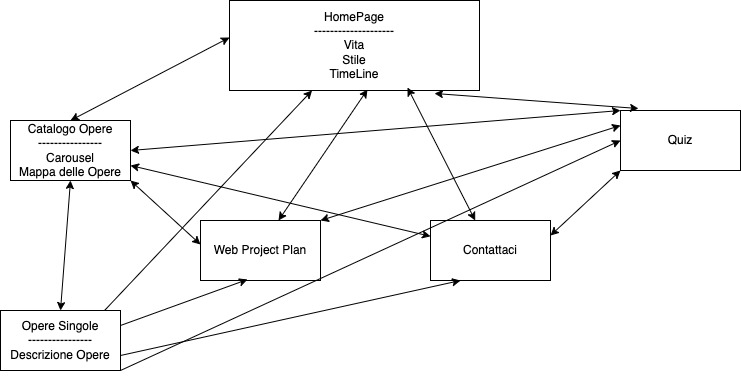 HomePage
--------------------
Vita
Stile
TimeLine
Catalogo Opere
----------------
Carousel
Mappa delle Opere
Quiz
Web Project Plan
Contattaci
Opere Singole
----------------
Descrizione Opere